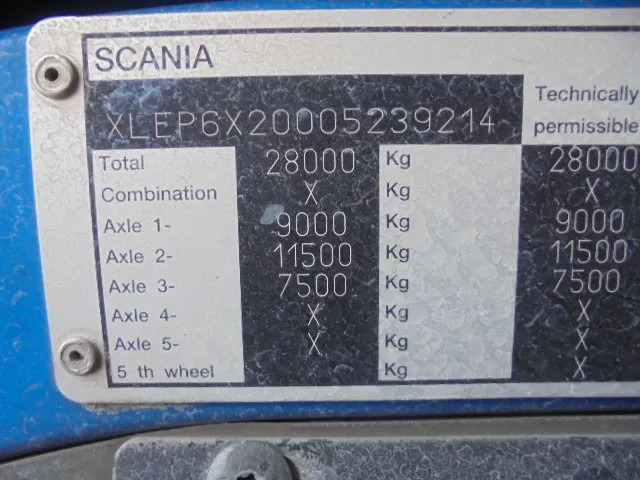 SCANIA
XLEP6X20005239214 Technically permissible
Total 28000 Kg 28000
Combination X Kg X
Axle 1- 9000 Kg 9000
Axle 2- 11500 Kg 11500
Axle 3- 7500 Kg 7500
Axle 4- X Kg X
Axle 5- X Kg X
5 th wheel Kg X